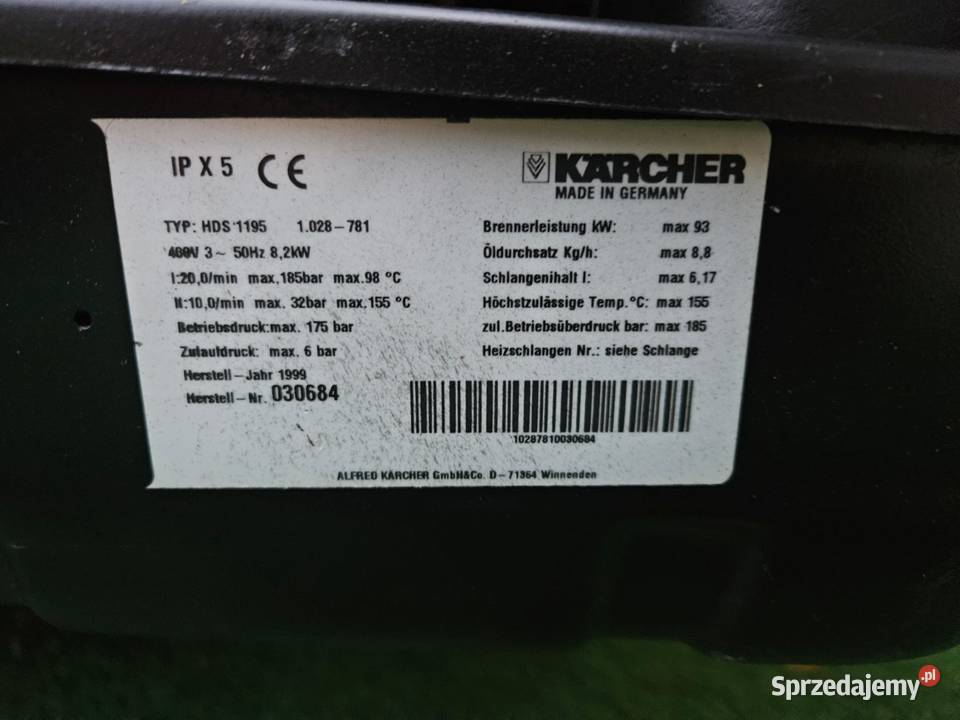 IP X 5 CE
KÄRCHER
MADE IN GERMANY
TYP: HDS 1195 1.028-781
400V 3~ 50Hz 8,2kW
I:20,0/min max.185bar max.98 °C
II:10,0/min max. 32bar max.155 °C
Betriebsdruck:max. 175 bar
Zulaufdruck: max. 6 bar
Herstell-Jahr 1999
Herstell-Nr. 030684
Brennerleistung kW: max 93
Öldurchsatz Kg/h: max 8,8
Schlangenihalt l: max 6,17
Höchstzulässige Temp.°C: max 155
zul.Betriebsüberdruck bar: max 185
Heizschlangen Nr.: siehe Schlange
10287810030684
ALFRED KÄRCHER GmbH&Co. D-71364 Winnenden
Sprzedajemy.pl